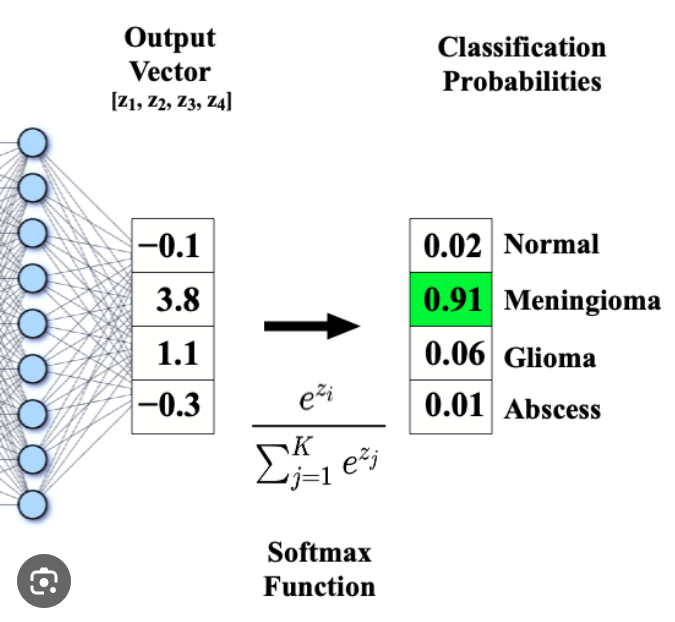 Output
Vector
[z₁, z₂, z₃, z₄]
Classification
Probabilities
−0.1
3.8
1.1
−0.3
e^{z_i}
∑_{j=1}^{K} e^{z_j}
Softmax
Function
0.02 Normal
0.91 Meningioma
0.06 Glioma
0.01 Abscess